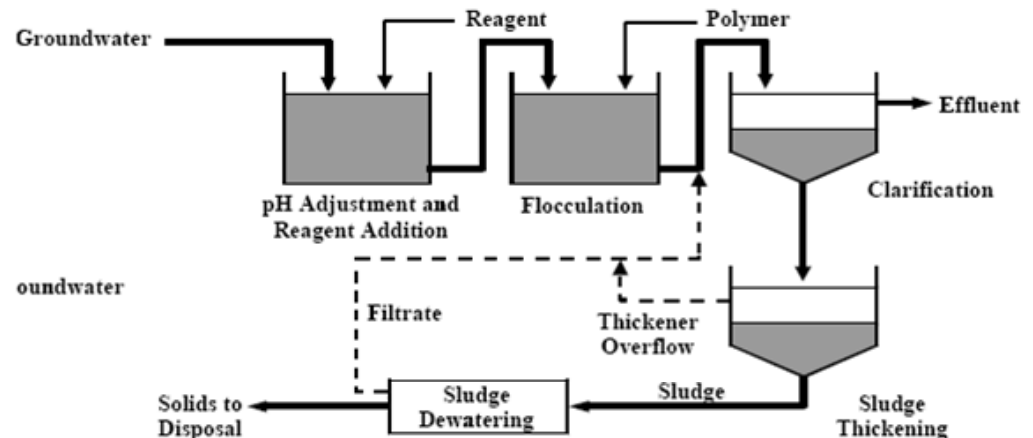 Reagent
Polymer
Groundwater
Effluent
Clarification
pH Adjustment and
Reagent Addition
Flocculation
oundwater
Filtrate
Thickener
Overflow
Sludge
Dewatering
Sludge
Solids to
Disposal
Sludge
Thickening